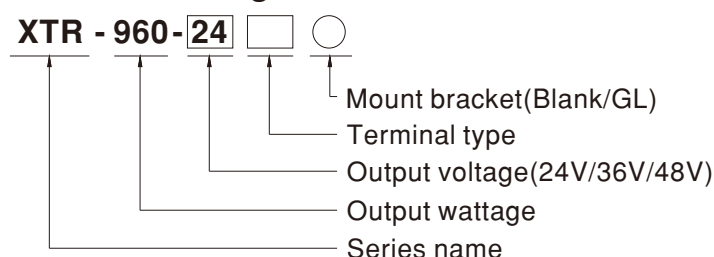 XTR - 960 - 24
Mount bracket(Blank/GL)
Terminal type
Output voltage(24V/36V/48V)
Output wattage
Series name